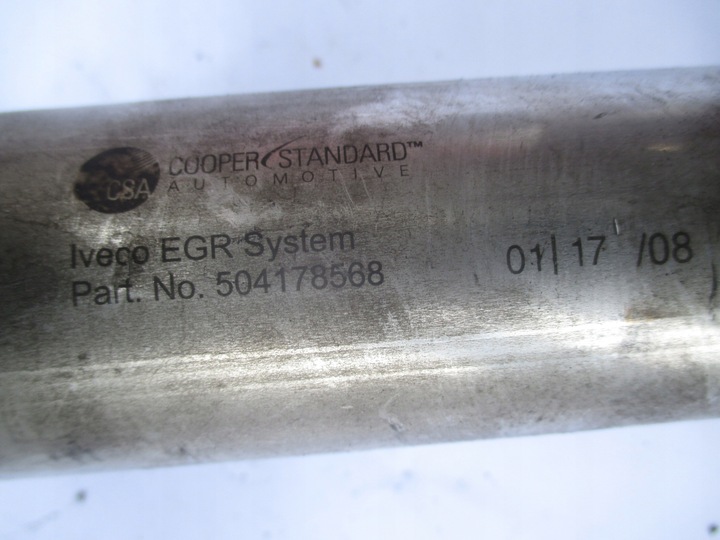 CSA
COOPER STANDARD™
AUTOMOTIVE
Iveco EGR System
Part. No. 504178568
01/17 /08